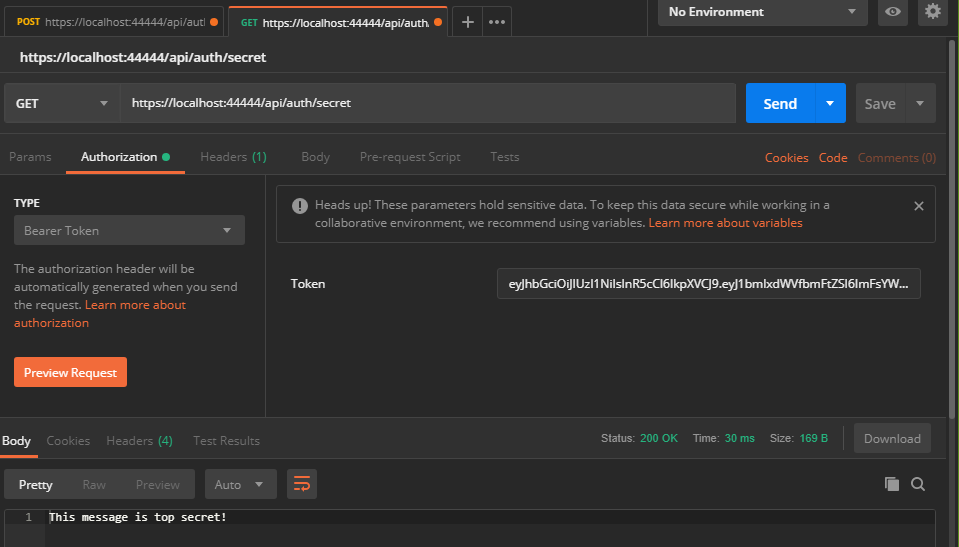 POST https://localhost:44444/api/aut
GET https://localhost:44444/api/auth
No Environment
https://localhost:44444/api/auth/secret
GET https://localhost:44444/api/auth/secret Send Save
Params Authorization Headers (1) Body Pre-request Script Tests Cookies Code Comments (0)
TYPE
Bearer Token
The authorization header will be
automatically generated when you send
the request. Learn more about
authorization
Preview Request
Heads up! These parameters hold sensitive data. To keep this data secure while working in a
collaborative environment, we recommend using variables. Learn more about variables
Token eyJhbGciOiJIUzI1NiIsInR5cCI6IkpXVCJ9.eyJ1bmlxdWVfbmFtZSI6ImFsYW...
Body Cookies Headers (4) Test Results Status: 200 OK Time: 30 ms Size: 169 B Download
Pretty Raw Preview Auto
1 This message is top secret!